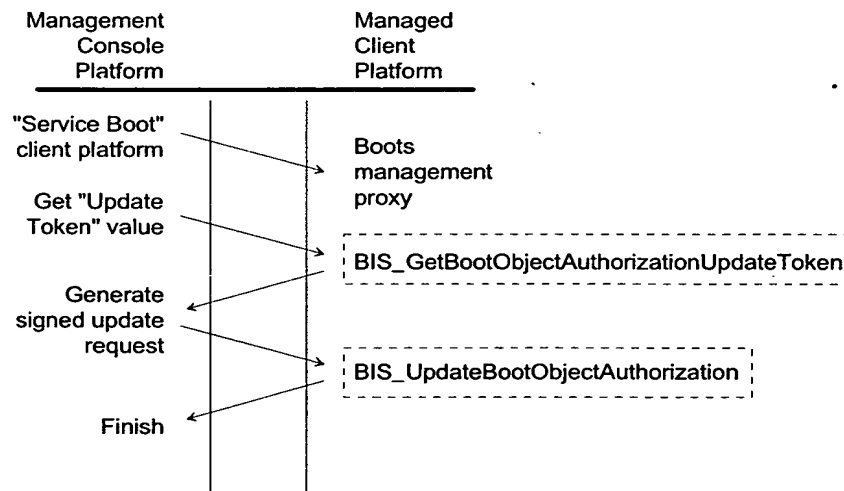 Management
Console
Platform
Managed
Client
Platform
"Service Boot"
client platform
Boots
management
proxy
Get "Update
Token" value
BIS_GetBootObjectAuthorizationUpdateToken
Generate
signed update
request
BIS_UpdateBootObjectAuthorization
Finish